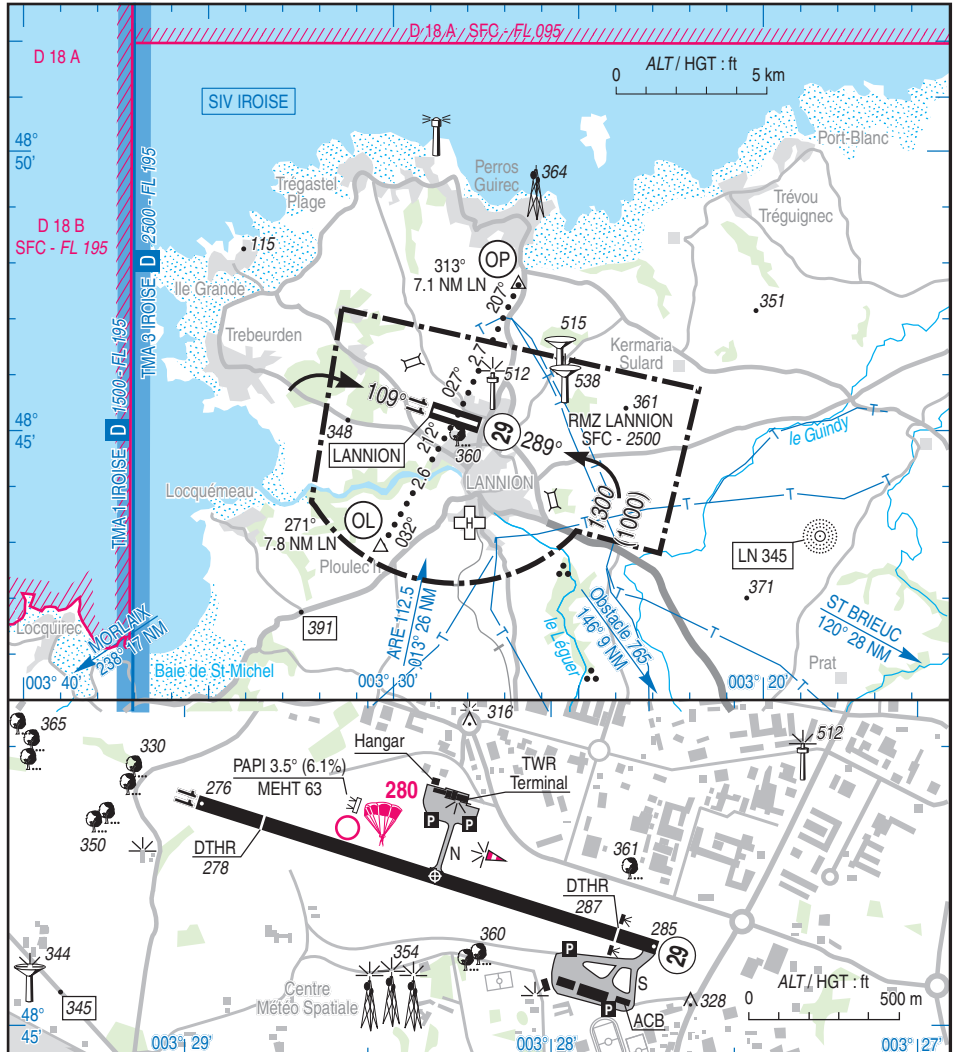 D 18 A SFC - FL 095
D 18 A
ALT / HGT : ft
0 5 km
SIV IROISE
48°
50'
Port-Blanc
Perros
Guirec
364
Trégastel
Plage
Trévou
Tréguignec
D 18 B
SFC - FL 195
TMA 3 IROISE D 2500 - FL 195
115
OP
313°
7.1 NM LN
207°
Ile Grande
351
515
Trebeurden
2.7
Kermaria
Sulard
512
538
027°
109°
11
361
RMZ LANNION
SFC - 2500
TMA 1 IROISE D 1500 - FL 195
48°
45'
348
212°
29
289°
le Guindy
LANNION
360
LANNION
2.6
Locquémeau
1300
(1000)
OL
271°
7.8 NM LN
032°
H
T
T
T
T
T
T
T
T
T
LN 345
Ploulec'h
371
391
ARE 112.5
013° 26 NM
le Léguer
Obstacle 765
146° 9 NM
ST BRIEUC
120° 28 NM
Locquirec
MORLAIX
238° 17 NM
Baie de St-Michel
Prat
003° 40'
003° 30'
003° 20'
365
330
316
512
Hangar
PAPI 3.5° (6.1%)
MEHT 63
TWR
Terminal
280
11
276
P
P
350
DTHR
278
N
361
DTHR
287
285
29
344
360
354
P
S
Centre
Météo Spatiale
345
P
328
ACB
ALT / HGT : ft
0 500 m
48°
45'
003° 29'
003° 28'
003° 27'